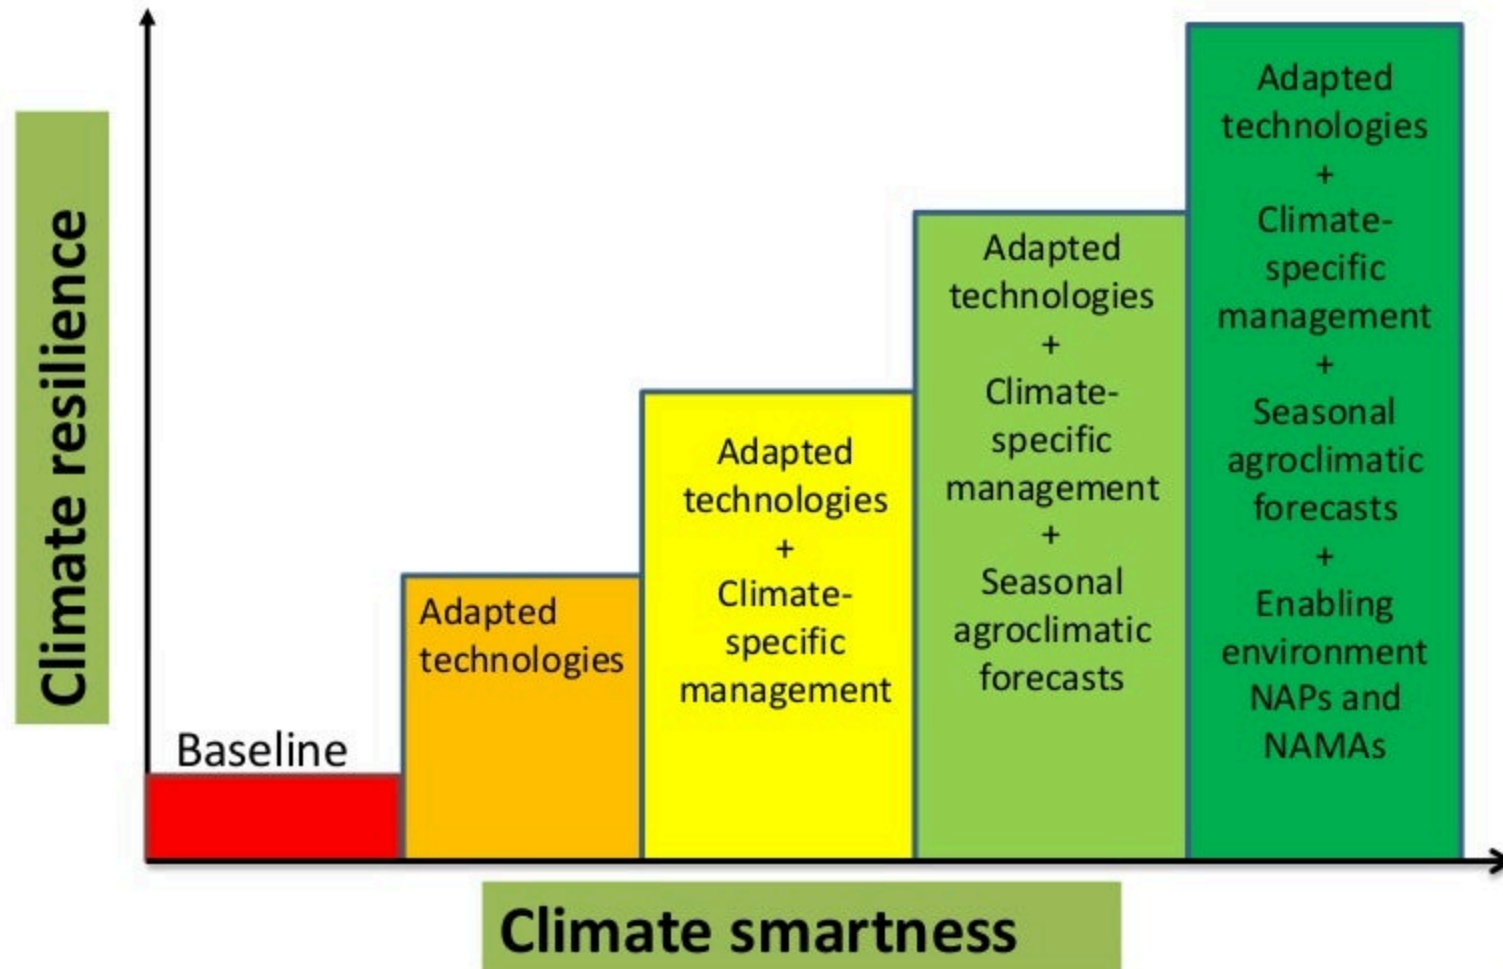 Climate resilience
Baseline
Adapted
technologies
Adapted
technologies
+
Climate-
specific
management
Adapted
technologies
+
Climate-
specific
management
+
Seasonal
agroclimatic
forecasts
Adapted
technologies
+
Climate-
specific
management
+
Seasonal
agroclimatic
forecasts
+
Enabling
environment
NAPs and
NAMAs
Climate smartness